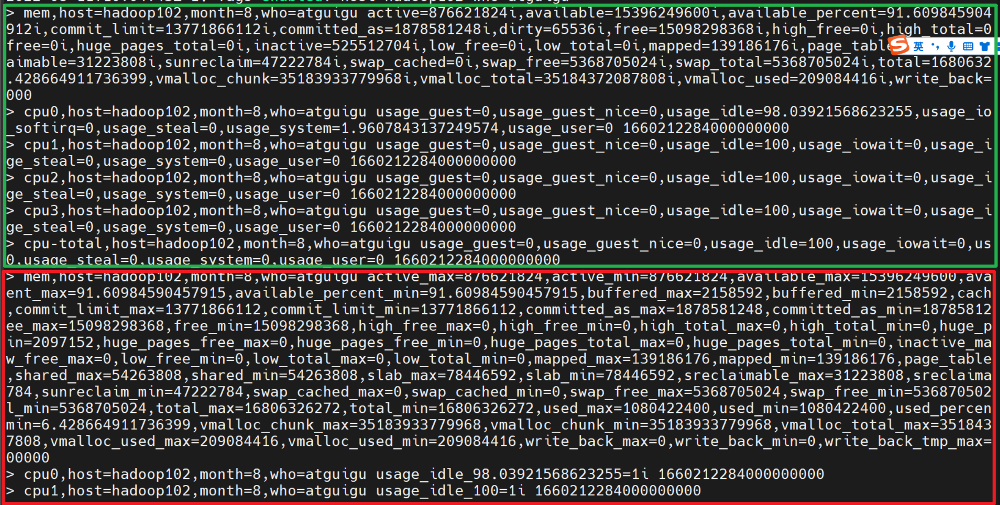 > mem,host=hadoop102,month=8,who=atguigu active=876621824i,available=15396249600i,available_percent=91.609845904
912i,commit_limit=13771866112i,committed_as=1878581248i,dirty=65536i,free=15098298368i,high_free=0i,high_total=0
free=0i,huge_pages_total=0i,inactive=525512704i,low_free=0i,low_total=0i,mapped=139186176i,page_table
英
aimable=31223808i,sunreclaim=47222784i,swap_cached=0i,swap_free=5368705024i,swap_total=5368705024i,total=1680632
.428664911736399,vmalloc_chunk=35183933779968i,vmalloc_total=35184372087808i,vmalloc_used=209084416i,write_back=
000
> cpu0,host=hadoop102,month=8,who=atguigu usage_guest=0,usage_guest_nice=0,usage_idle=98.03921568623255,usage_io
_softirq=0,usage_steal=0,usage_system=1.9607843137249574,usage_user=0 1660212284000000000
> cpu1,host=hadoop102,month=8,who=atguigu usage_guest=0,usage_guest_nice=0,usage_idle=100,usage_iowait=0,usage_i
ge_steal=0,usage_system=0,usage_user=0 1660212284000000000
> cpu2,host=hadoop102,month=8,who=atguigu usage_guest=0,usage_guest_nice=0,usage_idle=100,usage_iowait=0,usage_i
ge_steal=0,usage_system=0,usage_user=0 1660212284000000000
> cpu3,host=hadoop102,month=8,who=atguigu usage_guest=0,usage_guest_nice=0,usage_idle=100,usage_iowait=0,usage_i
ge_steal=0,usage_system=0,usage_user=0 1660212284000000000
> cpu-total,host=hadoop102,month=8,who=atguigu usage_guest=0,usage_guest_nice=0,usage_idle=100,usage_iowait=0,us
0,usage_steal=0,usage_system=0,usage_user=0 1660212284000000000
> mem,host=hadoop102,month=8,who=atguigu active_max=876621824,active_min=876621824,available_max=15396249600,ava
ent_max=91.60984590457915,available_percent_min=91.60984590457915,buffered_max=2158592,buffered_min=2158592,cach
,commit_limit_max=13771866112,commit_limit_min=13771866112,committed_as_max=1878581248,committed_as_min=18785812
ee_max=15098298368,free_min=15098298368,high_free_max=0,high_free_min=0,high_total_max=0,high_total_min=0,huge_p
in=2097152,huge_pages_free_max=0,huge_pages_free_min=0,huge_pages_total_max=0,huge_pages_total_min=0,inactive_ma
w_free_max=0,low_free_min=0,low_total_max=0,low_total_min=0,mapped_max=139186176,mapped_min=139186176,page_table
,shared_max=54263808,shared_min=54263808,slab_max=78446592,slab_min=78446592,sreclaimable_max=31223808,sreclaima
784,sunreclaim_min=47222784,swap_cached_max=0,swap_cached_min=0,swap_free_max=5368705024,swap_free_min=536870502
l_min=5368705024,total_max=16806326272,total_min=16806326272,used_max=1080422400,used_min=1080422400,used_percen
min=6.428664911736399,vmalloc_chunk_max=35183933779968,vmalloc_chunk_min=35183933779968,vmalloc_total_max=351843
7808,vmalloc_used_max=209084416,vmalloc_used_min=209084416,write_back_max=0,write_back_min=0,write_back_tmp_max=
00000
> cpu0,host=hadoop102,month=8,who=atguigu usage_idle_98.03921568623255=1i 1660212284000000000
> cpu1,host=hadoop102,month=8,who=atguigu usage_idle_100=1i 1660212284000000000